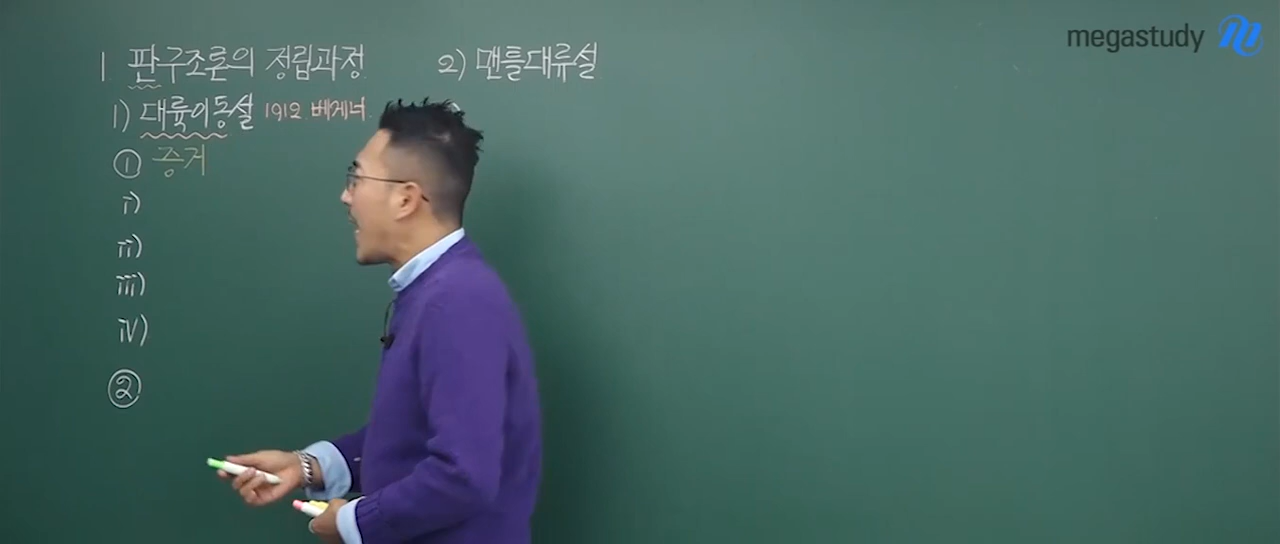 1 판구조론의 정립과정
1) 대륙이동설 1912 베게너.
① 증거
i)
ii)
iii)
iv)
②
2) 맨틀대류설
megastudy